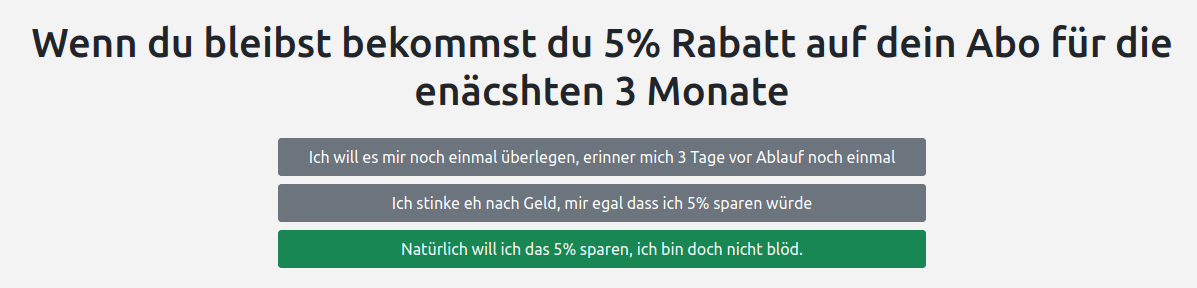 Wenn du bleibst bekommst du 5% Rabatt auf dein Abo für die
enäcshten 3 Monate
Ich will es mir noch einmal überlegen, erinner mich 3 Tage vor Ablauf noch einmal
Ich stinke eh nach Geld, mir egal dass ich 5% sparen würde
Natürlich will ich das 5% sparen, ich bin doch nicht blöd.